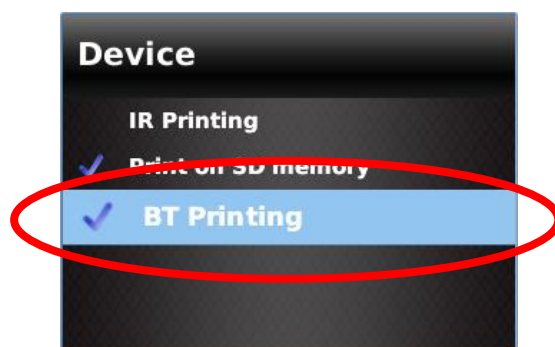 Device
IR Printing
Print on SD memory
BT Printing